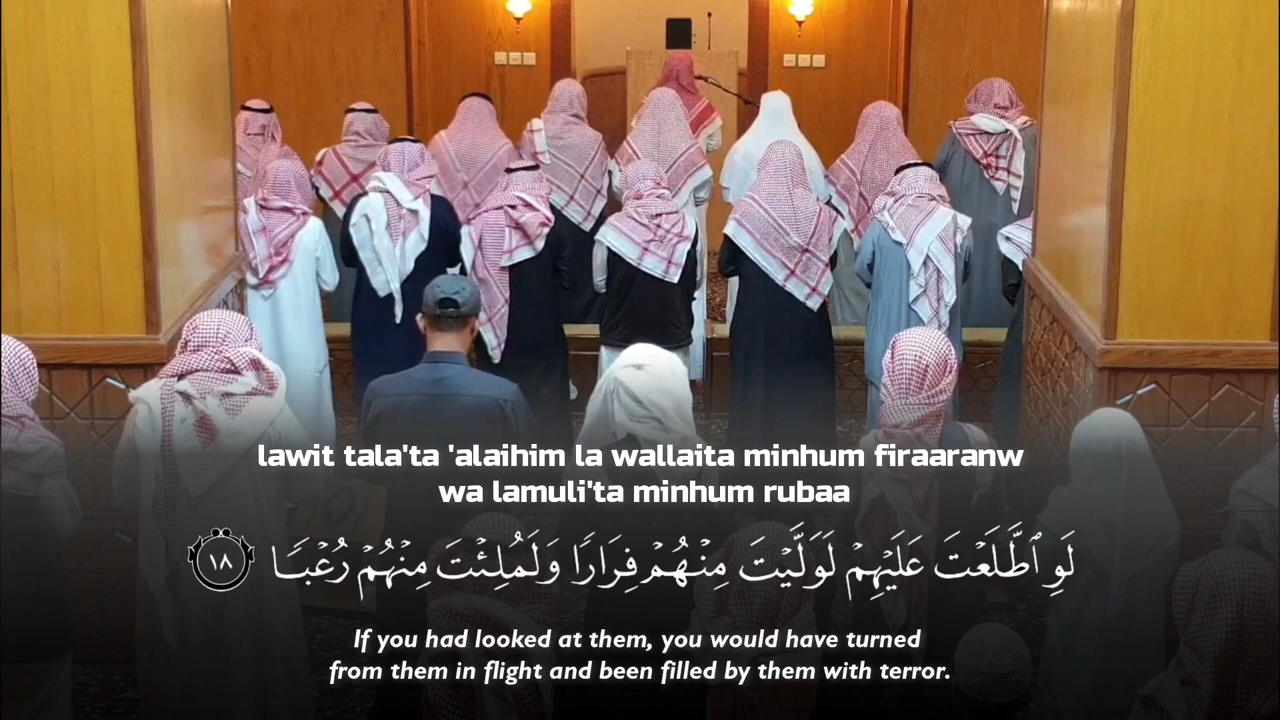 lawit tala'ta 'alaihim la wallaita minhum firaaranw
wa lamuli'ta minhum rubaa
لَوِ ٱطَّلَعۡتَ عَلَيۡهِمۡ لَوَلَّيۡتَ مِنۡهُمۡ فِرَارٗا وَلَمُلِئۡتَ مِنۡهُمۡ رُعۡبٗا ١٨
If you had looked at them, you would have turned
from them in flight and been filled by them with terror.